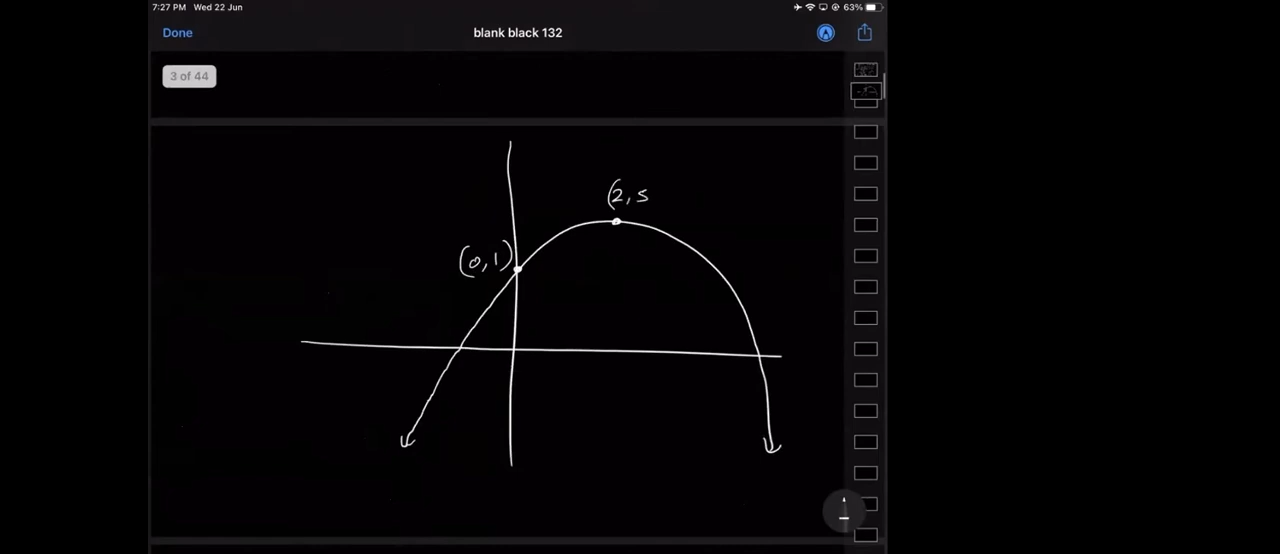 7:27 PM Wed 22 Jun 63%
Done blank black 132
3 of 44
(2,5
(0,1)